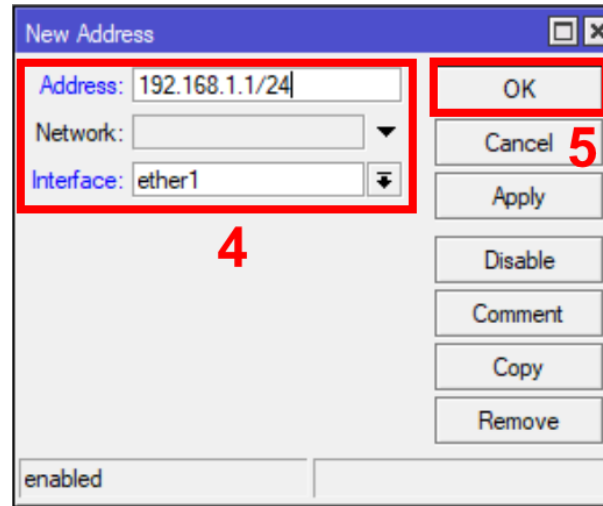 New Address
Address: 192.168.1.1/24
OK
Network:
Cancel
5
Interface: ether1
Apply
4
Disable
Comment
Copy
Remove
enabled